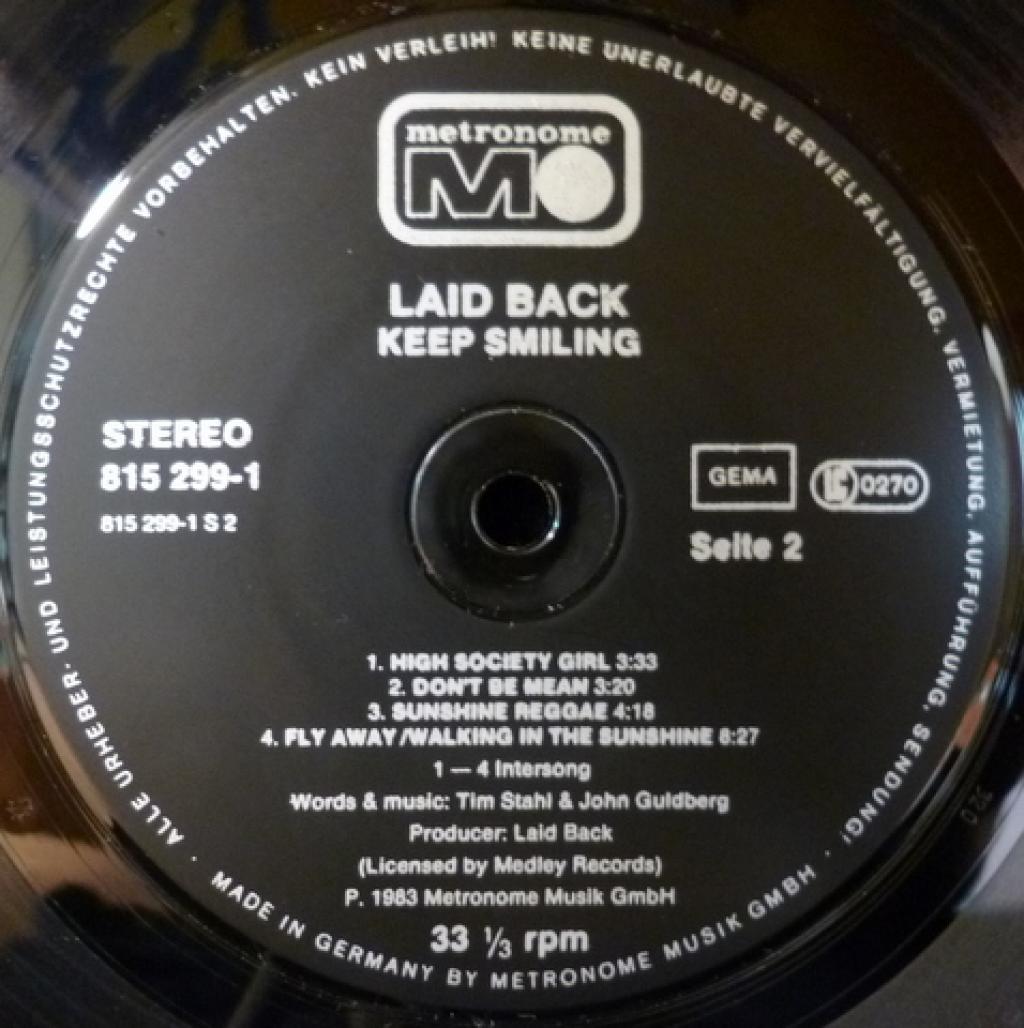 ALLE URHEBER- UND LEISTUNGSSCHUTZRECHTE VORBEHALTEN. KEIN VERLEIH! KEINE UNERLAUBTE VERVIELFÄLTIGUNG, VERMIETUNG, AUFFÜHRUNG, SENDUNG!
metronome
MO
LAID BACK
KEEP SMILING
STEREO
815 299-1
815 299-1 S 2
GEMA
LC 0270
Seite 2
1. HIGH SOCIETY GIRL 3:33
2. DON'T BE MEAN 3:20
3. SUNSHINE REGGAE 4:18
4. FLY AWAY/WALKING IN THE SUNSHINE 8:27
1 — 4 Intersong
Words & music: Tim Stahl & John Guldberg
Producer: Laid Back
(Licensed by Medley Records)
P. 1983 Metronome Musik GmbH
33 ⅓ rpm
· MADE IN GERMANY BY METRONOME MUSIK GMBH ·
320